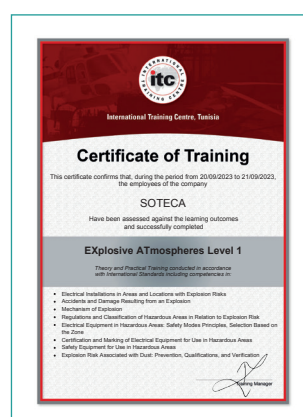 INTERNATIONAL
itc
TRAINING CENTRE
International Training Centre, Tunisia
Certificate of Training
This certificate confirms that, during the period from 20/09/2023 to 21/09/2023,
the employees of the company
SOTECA
Have been assessed against the learning outcomes
and successfully completed
EXplosive ATmospheres Level 1
Theory and Practical Training conducted in accordance
with International Standards including competencies in:
• Electrical Installations in Areas and Locations with Explosion Risks
• Accidents and Damage Resulting from an Explosion
• Mechanism of Explosion
• Regulations and Classification of Hazardous Areas in Relation to Explosion Risk
• Electrical Equipment in Hazardous Areas: Safety Modes Principles, Selection Based on
the Zone
• Certification and Marking of Electrical Equipment for Use in Hazardous Areas
• Safety Equipment for Use in Hazardous Areas
• Explosion Risk Associated with Dust: Prevention, Qualifications, and Verification
Training Manager